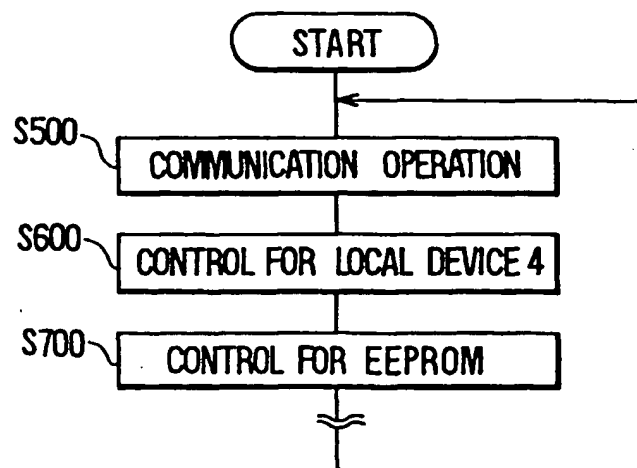 START
S500
COMMUNICATION OPERATION
S600
CONTROL FOR LOCAL DEVICE 4
S700
CONTROL FOR EEPROM